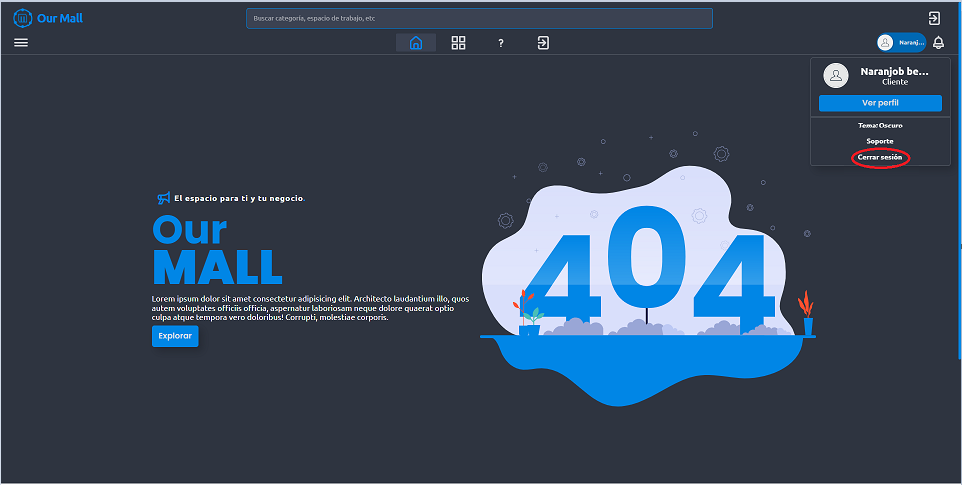 Our Mall
Buscar categoría, espacio de trabajo, etc
?
Naranj...
Naranjob be...
Cliente
Ver perfil
Tema: Oscuro
Soporte
Cerrar sesión
El espacio para ti y tu negocio.
Our
MALL
Lorem ipsum dolor sit amet consectetur adipisicing elit. Architecto laudantium illo, quos
autem voluptates officiis officia, aspernatur laboriosam neque dolore quaerat optio
culpa atque tempora vero doloribus! Corrupti, molestiae corporis.
Explorar
404